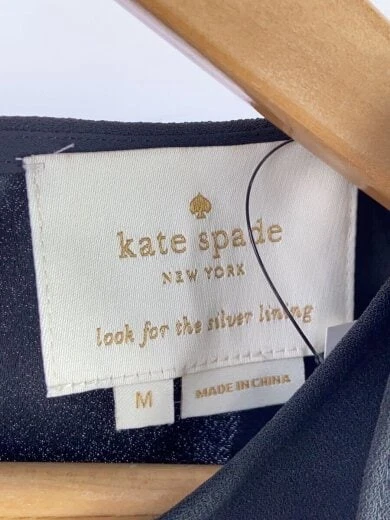 kate spade
NEW YORK
look for the silver lining
M
MADE IN CHINA